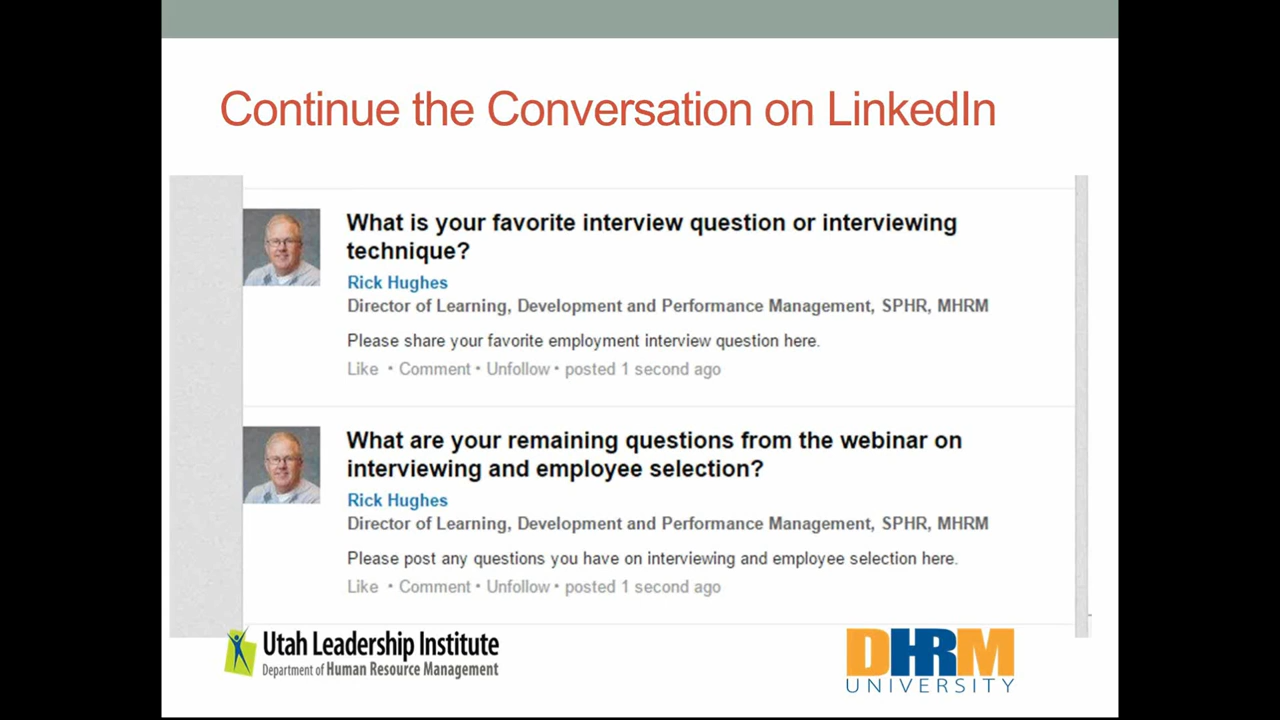 Continue the Conversation on LinkedIn
What is your favorite interview question or interviewing
technique?
Rick Hughes
Director of Learning, Development and Performance Management, SPHR, MHRM
Please share your favorite employment interview question here.
Like • Comment • Unfollow • posted 1 second ago
What are your remaining questions from the webinar on
interviewing and employee selection?
Rick Hughes
Director of Learning, Development and Performance Management, SPHR, MHRM
Please post any questions you have on interviewing and employee selection here.
Like • Comment • Unfollow • posted 1 second ago
Utah Leadership Institute
Department of Human Resource Management
DHRM
UNIVERSITY